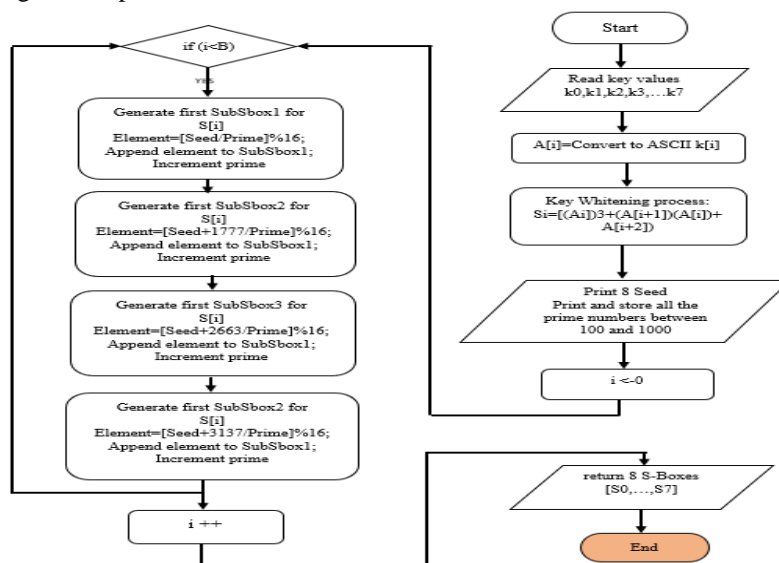 if (i<B)
YES
Generate first SubSbox1 for
S[i]
Element=[Seed/Prime]%16;
Append element to SubSbox1;
Increment prime
Generate first SubSbox2 for
S[i]
Element=[Seed+1777/Prime]%16;
Append element to SubSbox1;
Increment prime
Generate first SubSbox3 for
S[i]
Element=[Seed+2663/Prime]%16;
Append element to SubSbox1;
Increment prime
Generate first SubSbox2 for
S[i]
Element=[Seed+3137/Prime]%16;
Append element to SubSbox1;
Increment prime
i ++
Start
Read key values
k0,k1,k2,k3,...k7
A[i]=Convert to ASCII k[i]
Key Whitening process:
Si=[(Ai])3+(A[i+1])(A[i])+
A[i+2])
Print 8 Seed
Print and store all the
prime numbers between
100 and 1000
i <-0
return 8 S-Boxes
[S0,...,S7]
End